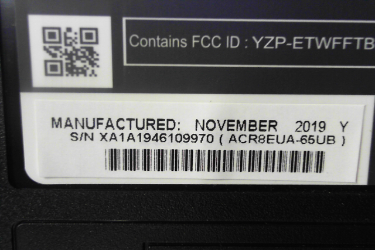 Contains FCC ID : YZP-ETWFFTB
MANUFACTURED: NOVEMBER 2019 Y
S/N XA1A1946109970 ( ACR8EUA-65UB )